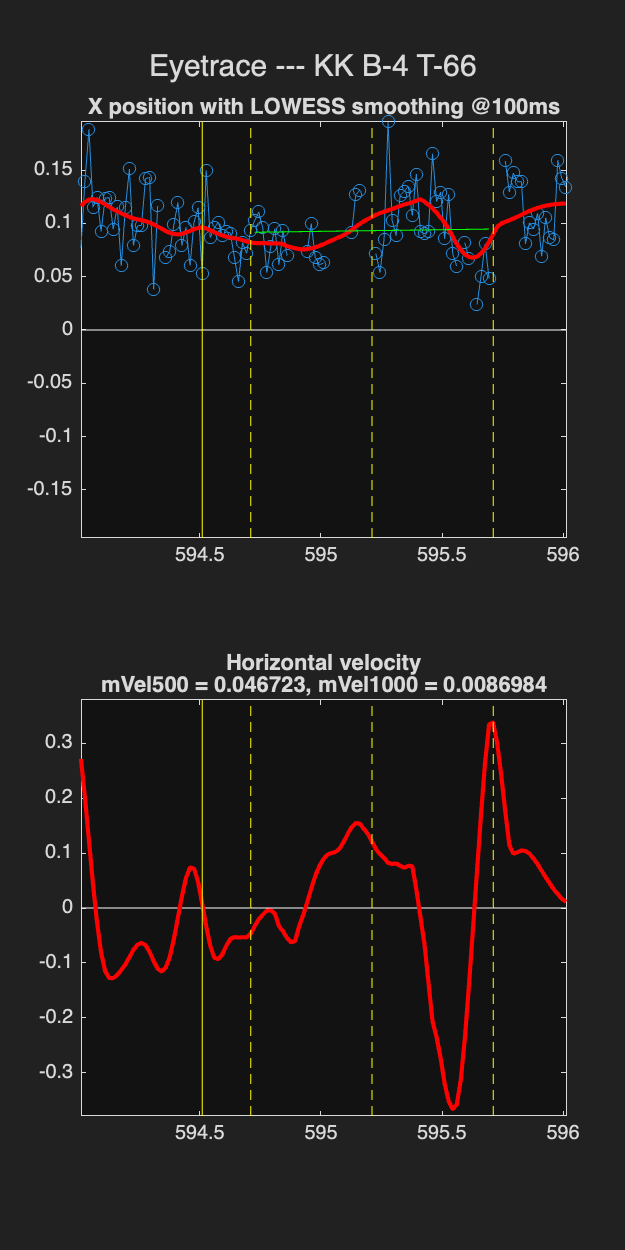 Eyetrace --- KK B-4 T-66
X position with LOWESS smoothing @100ms
0.15
0.1
0.05
0
-0.05
-0.1
-0.15
594.5 595 595.5 596
Horizontal velocity
mVel500 = 0.046723, mVel1000 = 0.0086984
0.3
0.2
0.1
0
-0.1
-0.2
-0.3
594.5 595 595.5 596